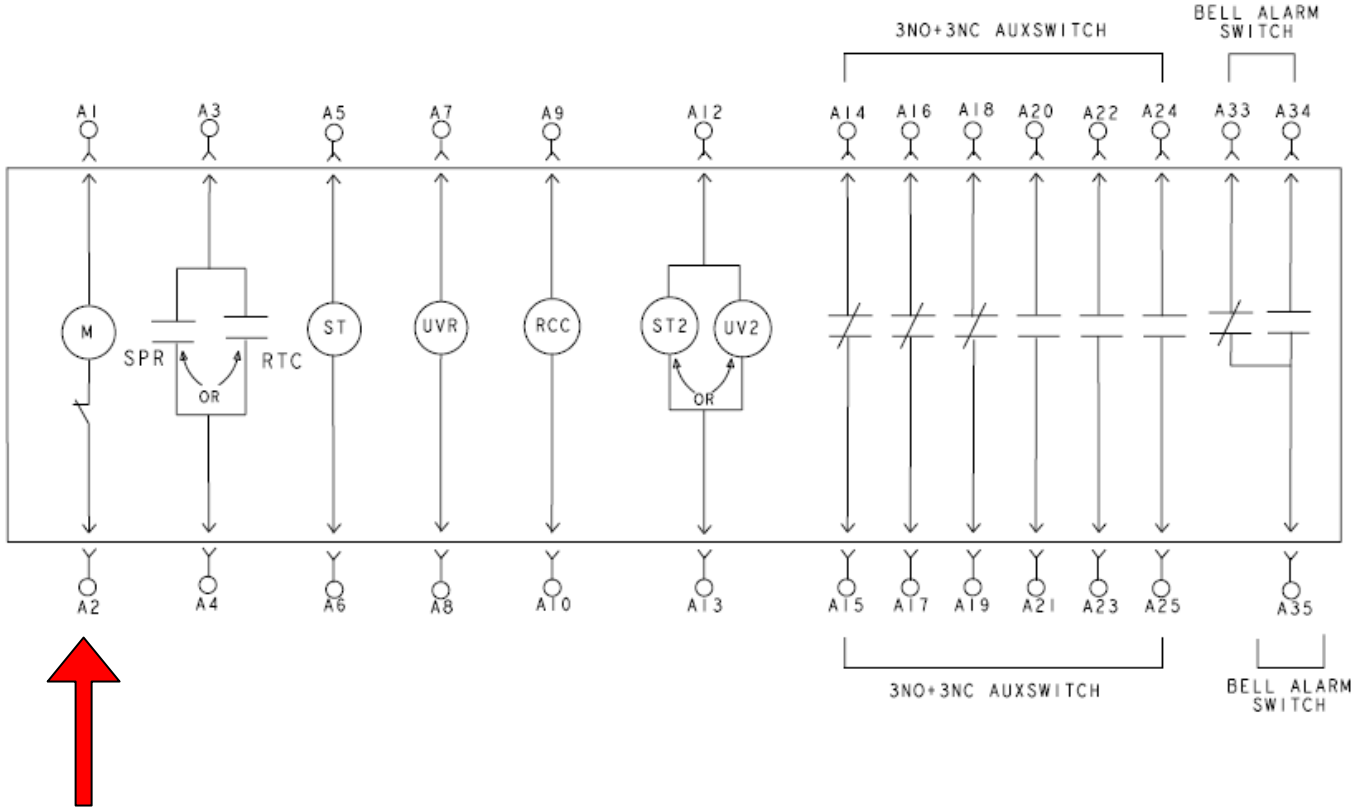 BELL ALARM
SWITCH
3NO+3NC AUXSWITCH
A1 A3 A5 A7 A9 A12 A14 A16 A18 A20 A22 A24 A33 A34
M ST UVR RCC ST2 UV2
SPR RTC
OR OR
A2 A4 A6 A8 A10 A13 A15 A17 A19 A21 A23 A25 A35
3NO+3NC AUXSWITCH
BELL ALARM
SWITCH